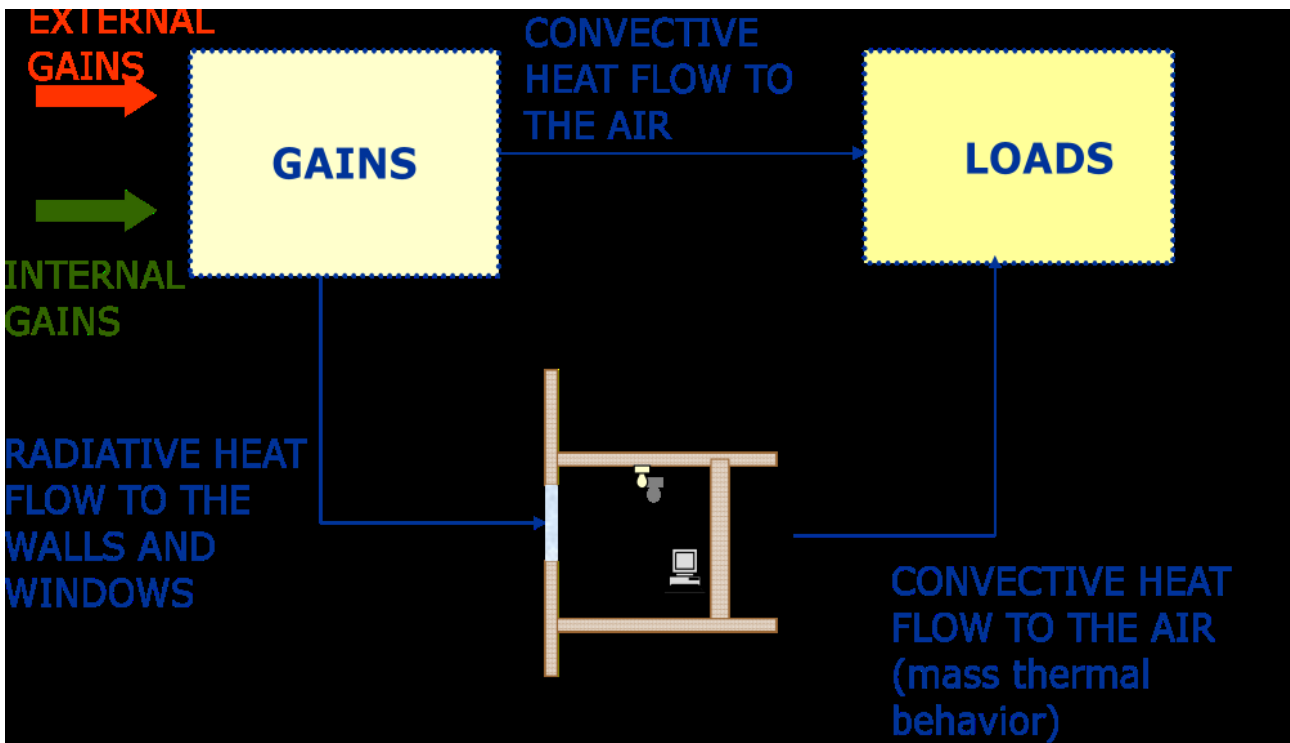 EXTERNAL
GAINS
CONVECTIVE
HEAT FLOW TO
THE AIR
GAINS
LOADS
INTERNAL
GAINS
RADIATIVE HEAT
FLOW TO THE
WALLS AND
WINDOWS
CONVECTIVE HEAT
FLOW TO THE AIR
(mass thermal
behavior)